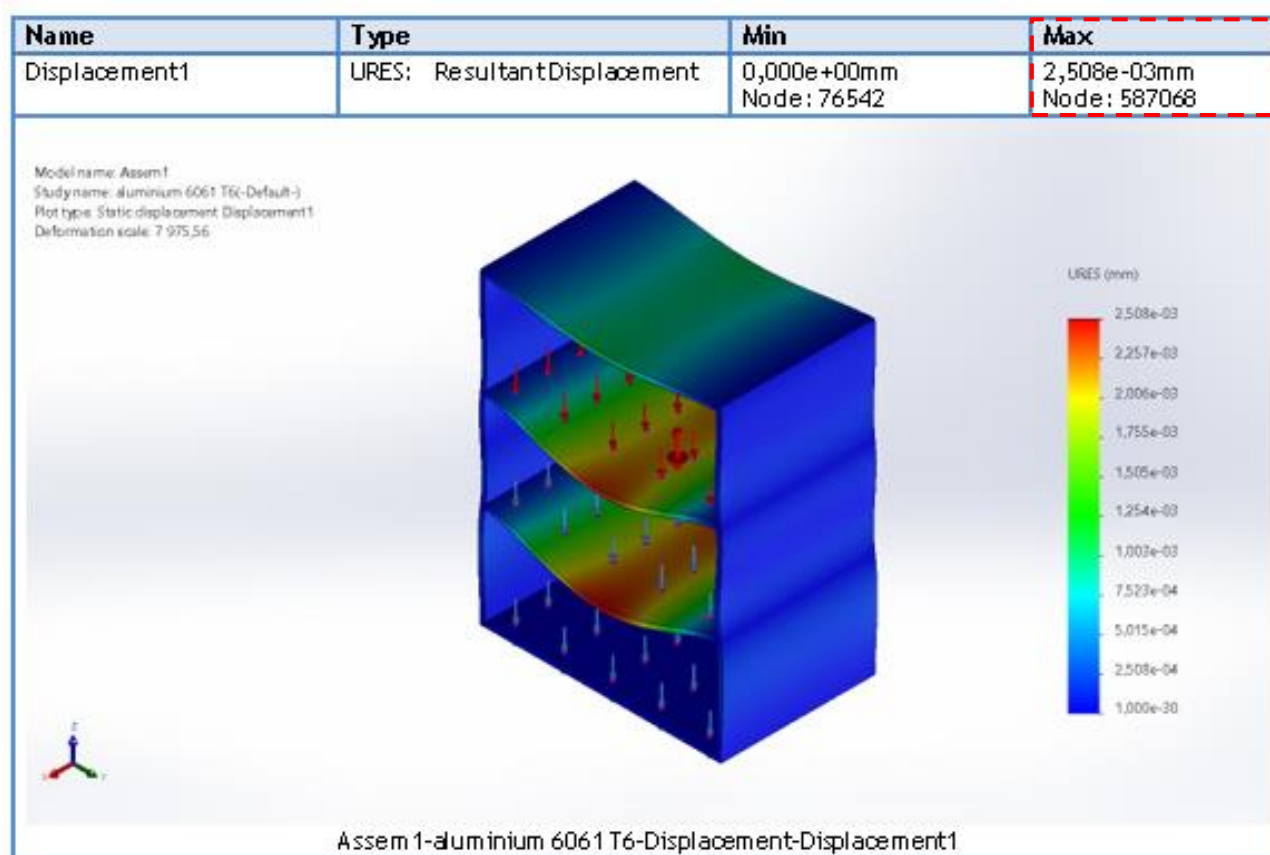 Name Type Min Max
Displacement1 URES: Resultant Displacement 0,000e+00mm 2,508e-03mm
Node: 76542 Node: 587068
Model name: Assem1
Study name: aluminium 6061 T6(-Default-)
Plot type: Static displacement Displacement1
Deformation scale: 7 975,56
URES (mm)
2,508e-03
2,257e-03
2,006e-03
1,755e-03
1,505e-03
1,254e-03
1,003e-03
7,523e-04
5,015e-04
2,508e-04
1,000e-30
Z
Assem1-aluminium 6061 T6-Displacement-Displacement1